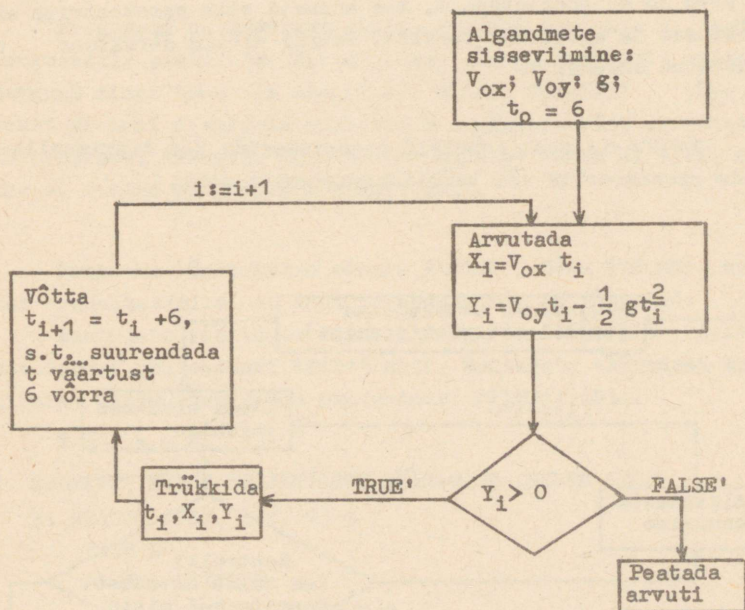 Algandmete
sisseviimine:
V_ox; V_oy; g;
t_o = 6
i:=i+1
Arvutada
X_i=V_ox t_i
Y_i=V_oy t_i- 1/2 gt_i^2
Võtta
t_i+1 = t_i +6,
s.t. suurendada
t väärtust
6 võrra
Y_i > 0
TRUE'
FALSE'
Trükkida
t_i,X_i,Y_i
Peatada
arvuti